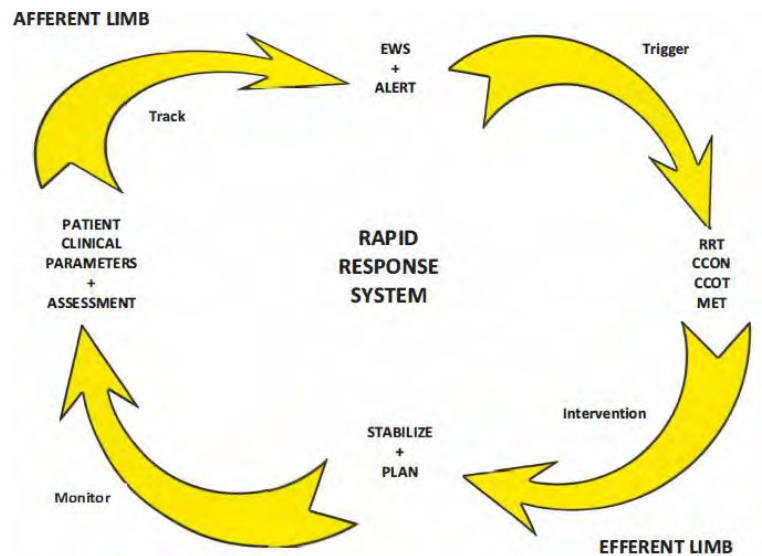 AFFERENT LIMB
EWS
+
ALERT
Trigger
Track
PATIENT
CLINICAL
PARAMETERS
+
ASSESSMENT
RAPID
RESPONSE
SYSTEM
RRT
CCON
CCOT
MET
Intervention
STABILIZE
+
PLAN
Monitor
EFFERENT LIMB